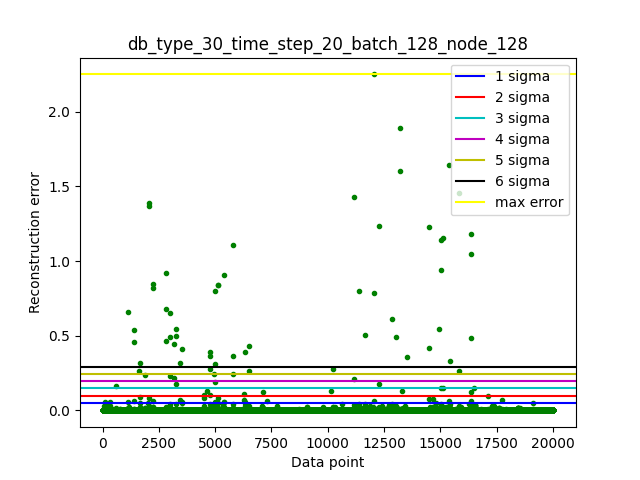 db_type_30_time_step_20_batch_128_node_128
1 sigma
2 sigma
3 sigma
4 sigma
5 sigma
6 sigma
max error
Reconstruction error
2.0
1.5
1.0
0.5
0.0
0 2500 5000 7500 10000 12500 15000 17500 20000
Data point